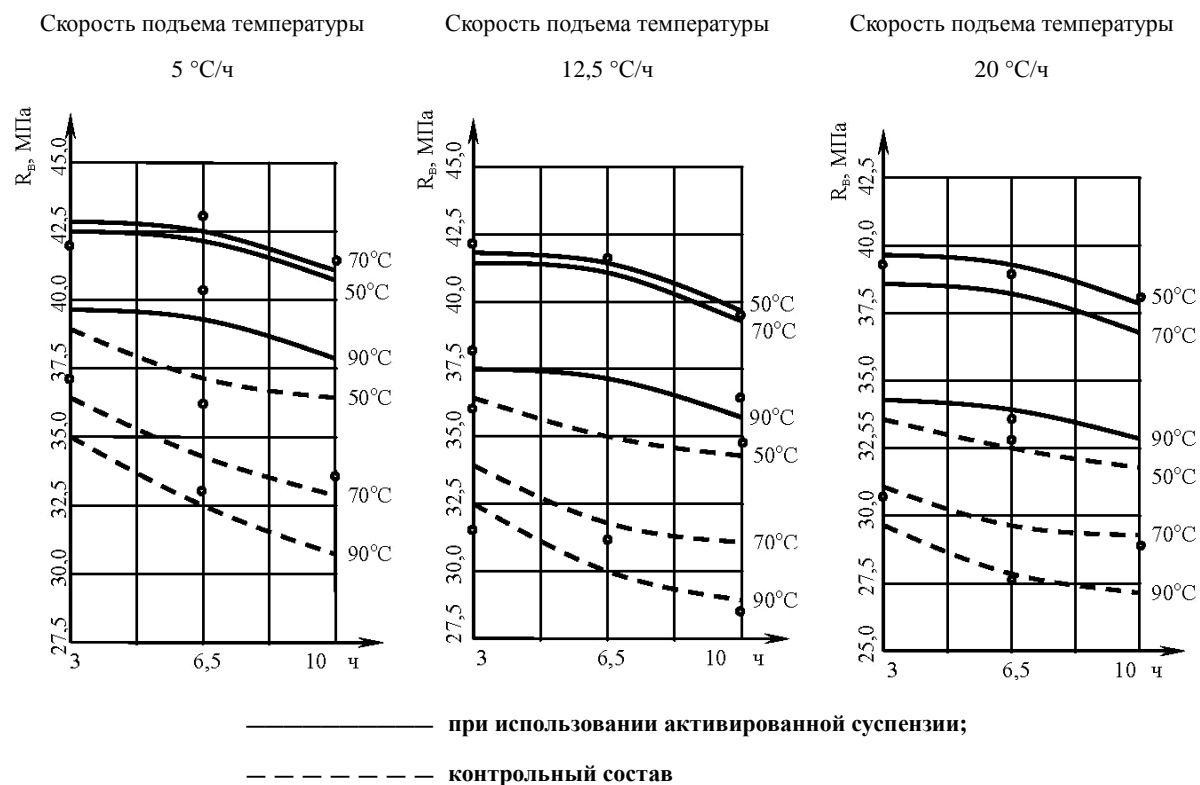 Скорость подъема температуры
5 °С/ч
R_в, МПа
45,0
42,5
40,0
37,5
35,0
32,5
30,0
27,5
70°С
50°С
90°С
50°С
70°С
90°С
3 6,5 10 ч
Скорость подъема температуры
12,5 °С/ч
R_в, МПа
45,0
42,5
40,0
37,5
35,0
32,5
30,0
27,5
50°С
70°С
90°С
50°С
70°С
90°С
3 6,5 10 ч
Скорость подъема температуры
20 °С/ч
R_в, МПа
42,5
40,0
37,5
35,0
32,5
30,0
27,5
25,0
50°С
70°С
90°С
50°С
70°С
90°С
3 6,5 10 ч
при использовании активированной суспензии;
контрольный состав